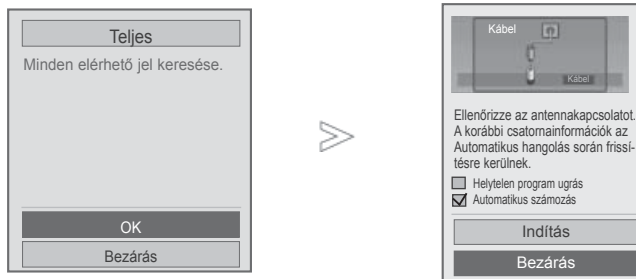 Teljes
Minden elérhető jel keresése.
OK
Bezárás
Kábel
Kábel
Ellenőrizze az antennakapcsolatot.
A korábbi csatornainformációk az
Automatikus hangolás során frissí-
tésre kerülnek.
Helytelen program ugrás
Automatikus számozás
Indítás
Bezárás